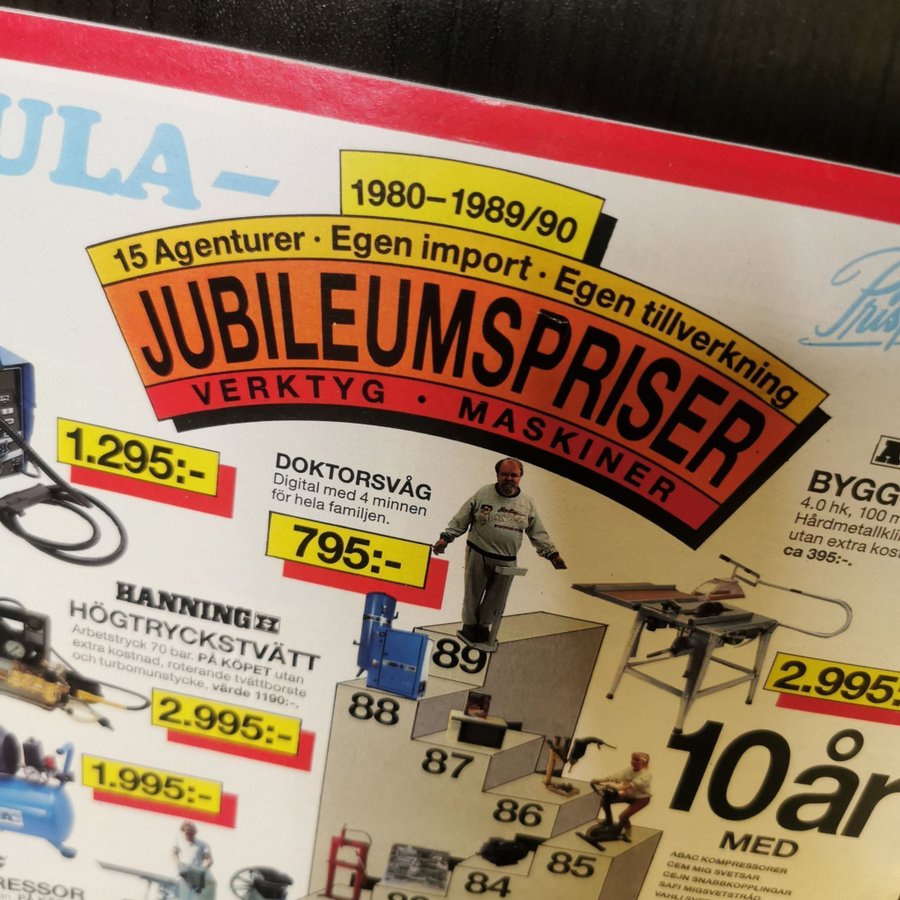 ULA–
1980–1989/90
15 Agenturer · Egen import · Egen tillverkning
JUBILEUMSPRISER
VERKTYG · MASKINER
1.295:-
DOKTORSVÅG
Digital med 4 minnen
för hela familjen.
795:-
BYGG
4.0 hk, 100 m
Hårdmetallkli
utan extra kos
ca 395:-.
HANNING
HÖGTRYCKSTVÄTT
Arbetstryck 70 bar. PÅ KÖPET utan
extra kostnad, roterande tvättborste
och turbomunstycke, värde 1190:-.
2.995:-
1.995:-
2.995:
89
88
87
86
85
84
10 år
MED
ABAC KOMPRESSORER
CEM MIG SVETSAR
CEJN SNABBKOPPLINGAR
SAFI MIGSVETSTRÅD
RESSOR